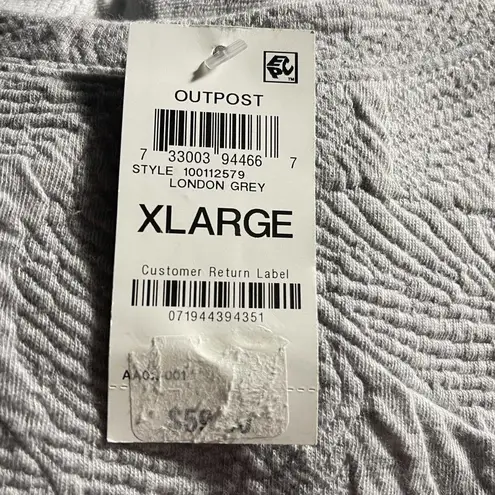 OUTPOST
7 33003 94466 7
STYLE 100112579
LONDON GREY
XLARGE
Customer Return Label
071944394351